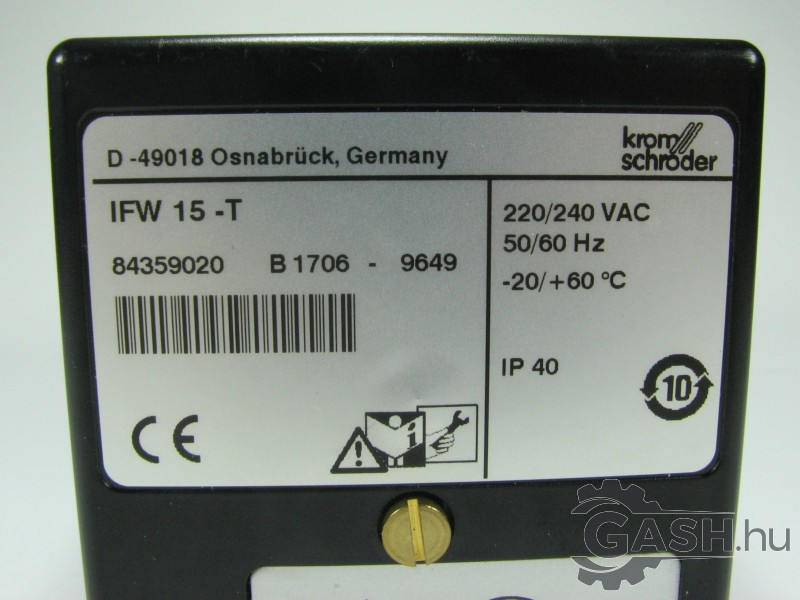 D -49018 Osnabrück, Germany
krom
schröder
IFW 15 -T
84359020 B 1706 - 9649
220/240 VAC
50/60 Hz
-20/+60 °C
IP 40
10
CE
i
GASH.hu